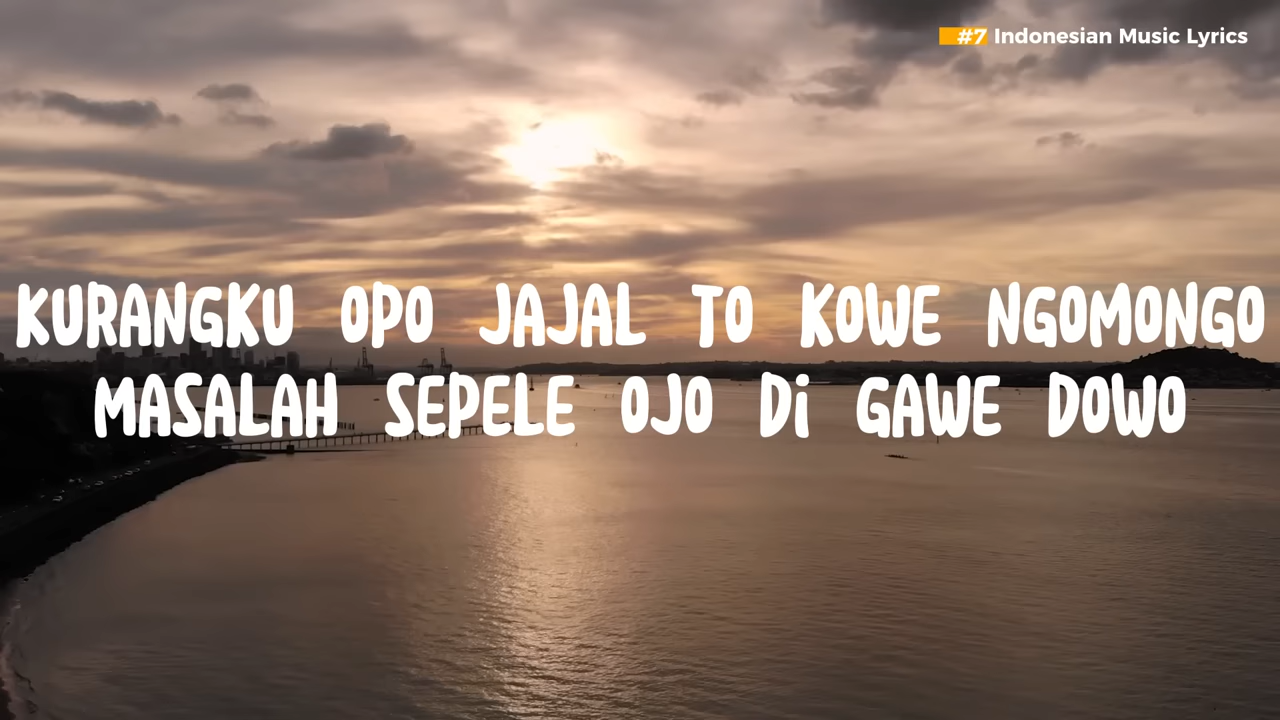 #7 Indonesian Music Lyrics
KURANGKU OPO JAJAL TO KOWE NGOMONGO
MASALAH SEPELE OJO Di GAWE DOWO